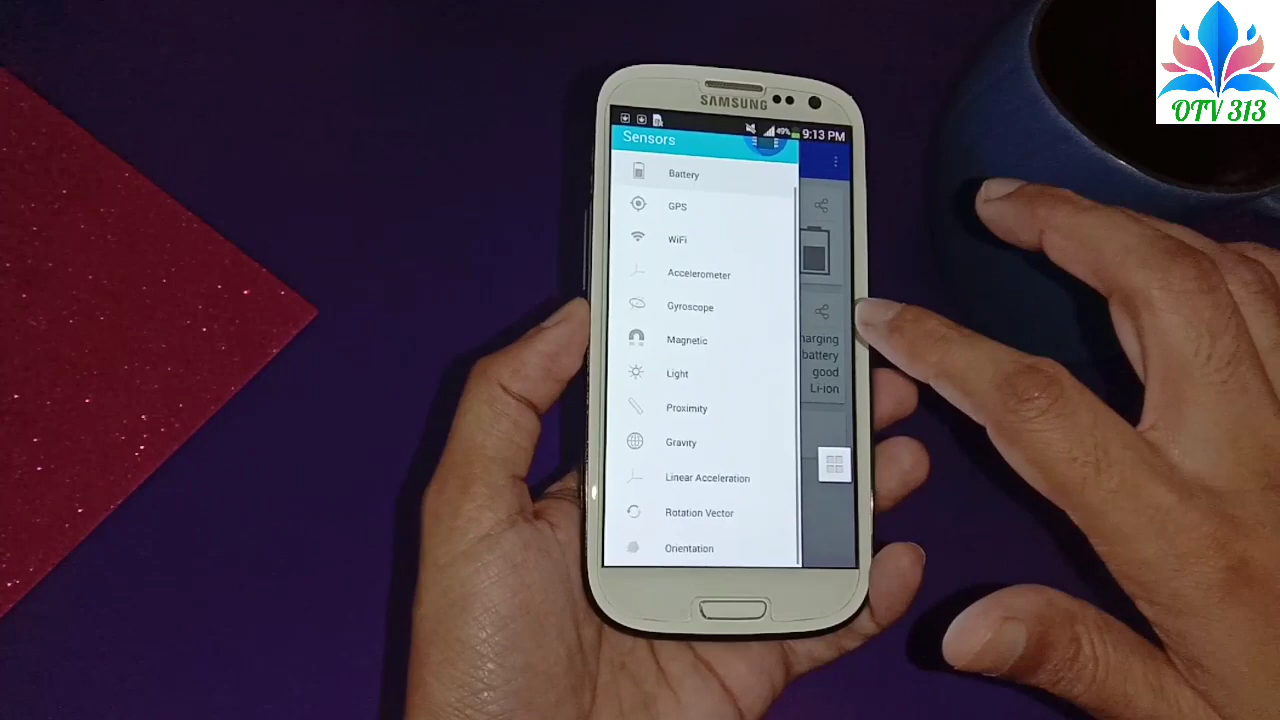 OTV 313
SAMSUNG
49% 9:13 PM
Sensors
Battery
GPS
WiFi
Accelerometer
Gyroscope
Magnetic
Light
Proximity
Gravity
Linear Acceleration
Rotation Vector
Orientation
harging
battery
good
Li-ion